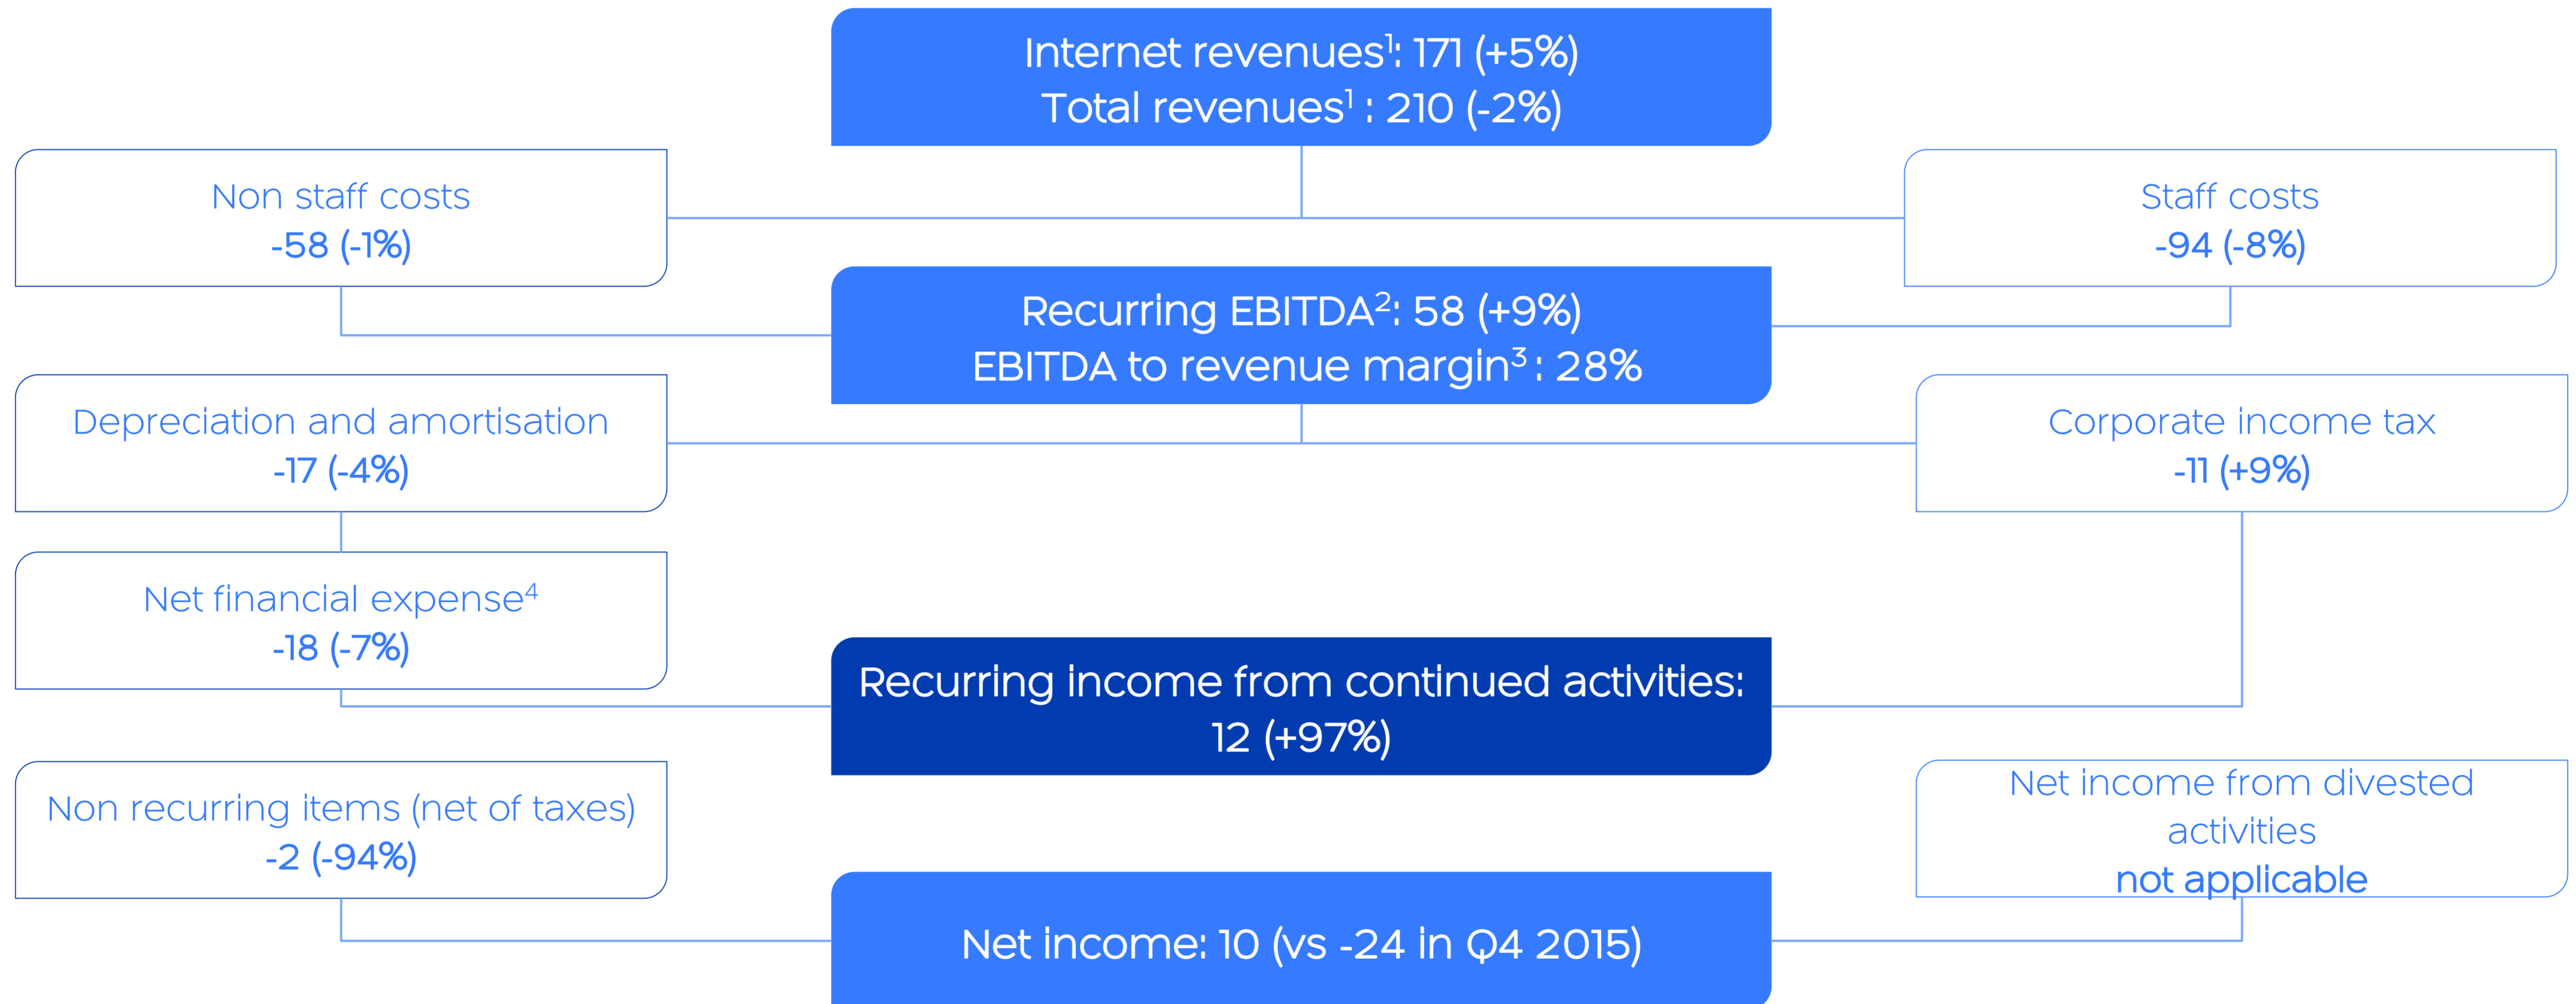 Internet revenues¹: 171 (+5%)
Total revenues¹ : 210 (-2%)
Non staff costs
-58 (-1%)
Staff costs
-94 (-8%)
Recurring EBITDA²: 58 (+9%)
EBITDA to revenue margin³ : 28%
Depreciation and amortisation
-17 (-4%)
Corporate income tax
-11 (+9%)
Net financial expense⁴
-18 (-7%)
Recurring income from continued activities:
12 (+97%)
Non recurring items (net of taxes)
-2 (-94%)
Net income from divested
activities
not applicable
Net income: 10 (vs -24 in Q4 2015)